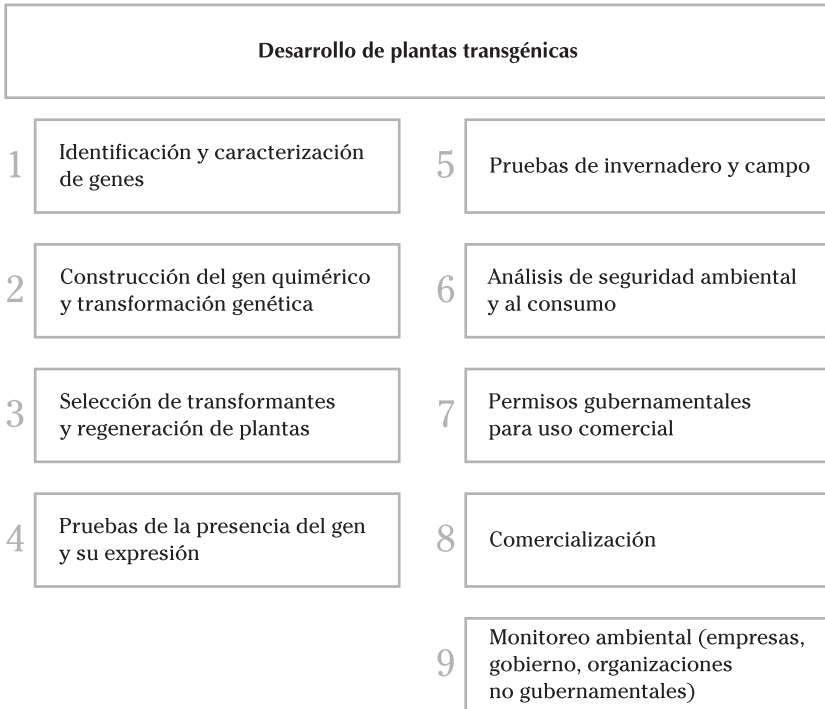 Desarrollo de plantas transgénicas
1
Identificación y caracterización
de genes
2
Construcción del gen quimérico
y transformación genética
3
Selección de transformantes
y regeneración de plantas
4
Pruebas de la presencia del gen
y su expresión
5
Pruebas de invernadero y campo
6
Análisis de seguridad ambiental
y al consumo
7
Permisos gubernamentales
para uso comercial
8
Comercialización
9
Monitoreo ambiental (empresas,
gobierno, organizaciones
no gubernamentales)